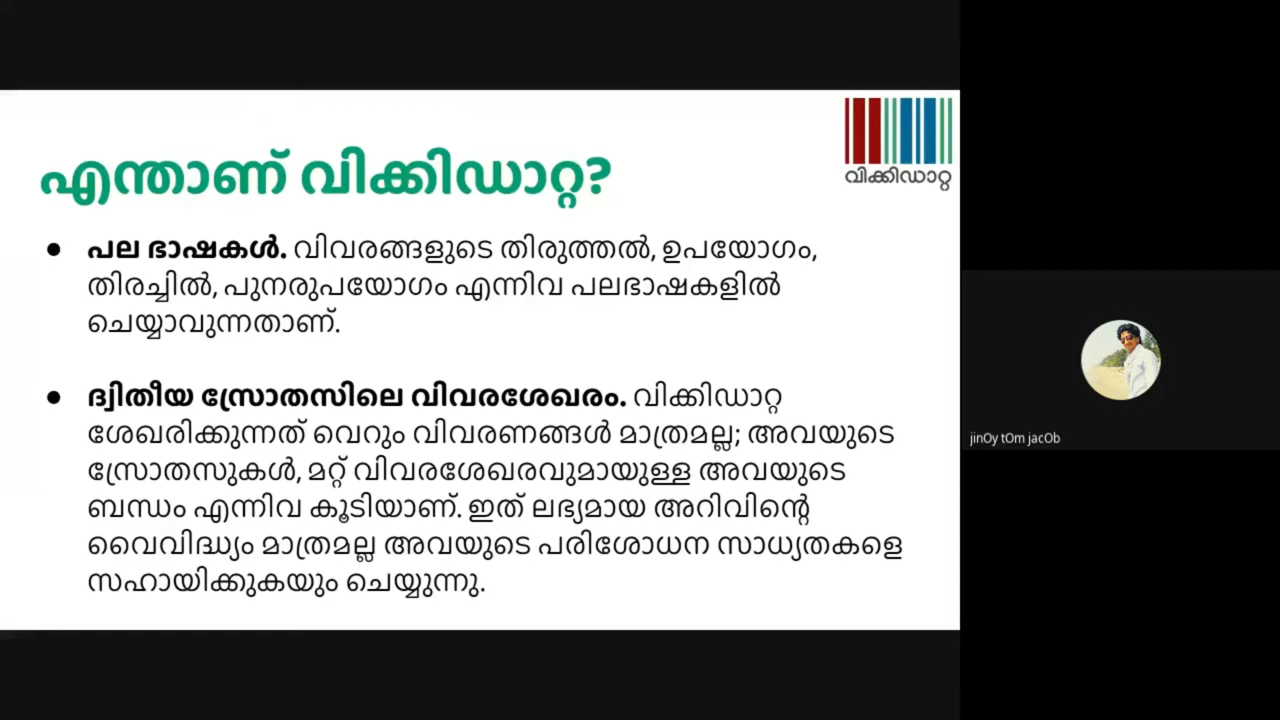 എന്താണ് വിക്കിഡാറ്റ?
വിക്കിഡാറ്റ
● പല ഭാഷകൾ. വിവരങ്ങളുടെ തിരുത്തൽ, ഉപയോഗം,
തിരച്ചിൽ, പുനരുപയോഗം എന്നിവ പലഭാഷകളിൽ
ചെയ്യാവുന്നതാണ്.
● ദ്വിതീയ സ്രോതസിലെ വിവരശേഖരം. വിക്കിഡാറ്റ
ശേഖരിക്കുന്നത് വെറും വിവരണങ്ങൾ മാത്രമല്ല; അവയുടെ
സ്രോതസുകൾ, മറ്റ് വിവരശേഖരവുമായുള്ള അവയുടെ
ബന്ധം എന്നിവ കൂടിയാണ്. ഇത് ലഭ്യമായ അറിവിന്റെ
വൈവിദ്ധ്യം മാത്രമല്ല അവയുടെ പരിശോധന സാധ്യതകളെ
സഹായിക്കുകയും ചെയ്യുന്നു.
jinOy tOm jacOb